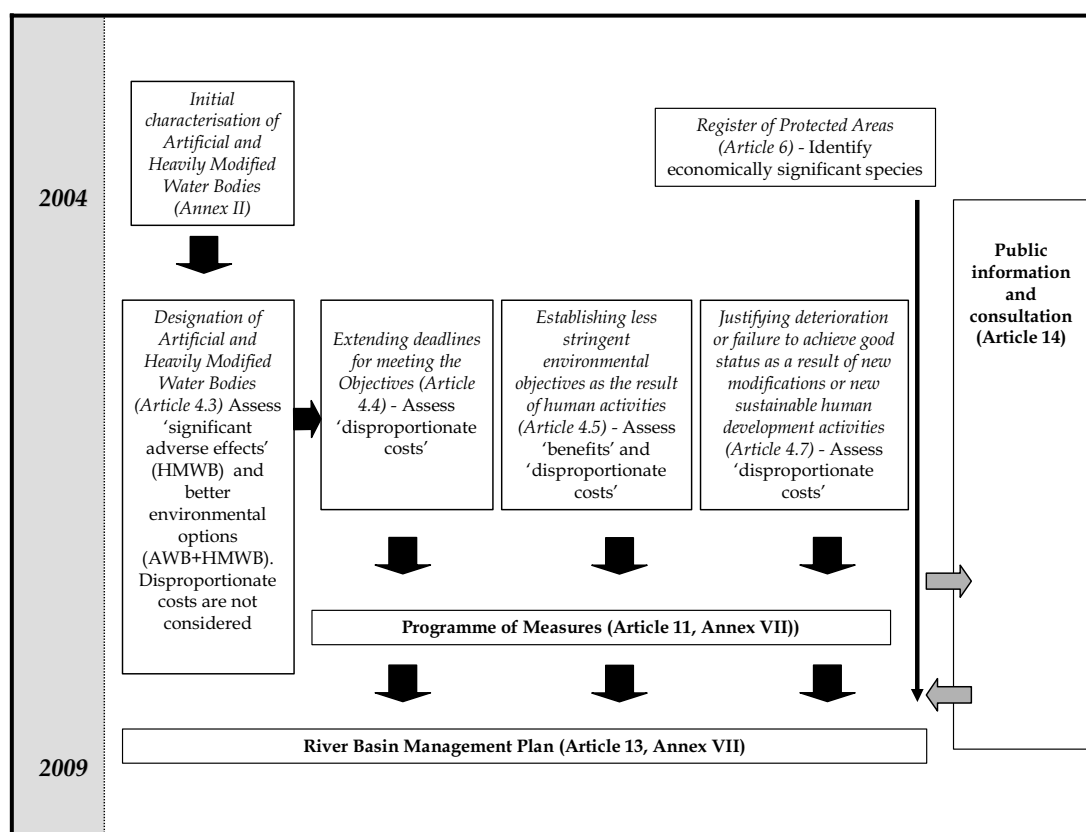 Initial
characterisation of
Artificial and
Heavily Modified
Water Bodies
(Annex II)
Register of Protected Areas
(Article 6) - Identify
economically significant species
2004
Public
information
and
consultation
(Article 14)
Designation of
Artificial and
Heavily Modified
Water Bodies
(Article 4.3) Assess
‘significant
adverse effects’
(HMWB) and
better
environmental
options
(AWB+HMWB).
Disproportionate
costs are not
considered
Extending deadlines
for meeting the
Objectives (Article
4.4) - Assess
‘disproportionate
costs’
Establishing less
stringent
environmental
objectives as the result
of human activities
(Article 4.5) - Assess
‘benefits’ and
‘disproportionate
costs’
Justifying deterioration
or failure to achieve good
status as a result of new
modifications or new
sustainable human
development activities
(Article 4.7) - Assess
‘disproportionate costs’
Programme of Measures (Article 11, Annex VII))
River Basin Management Plan (Article 13, Annex VII)
2009